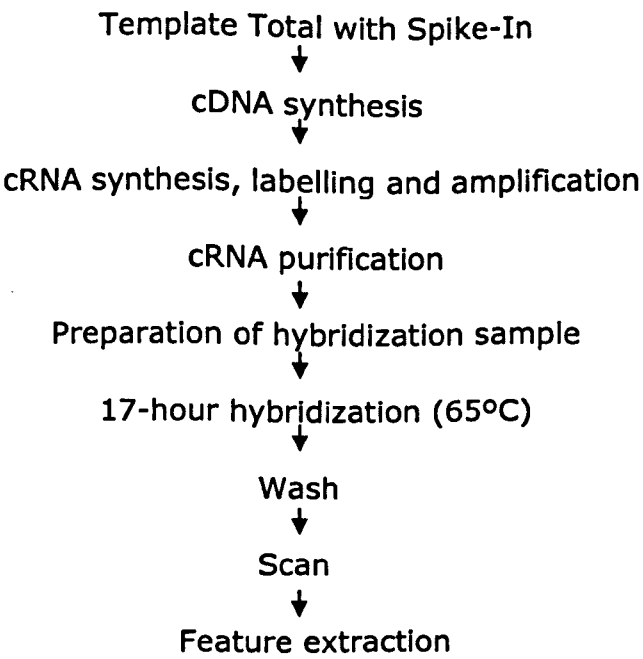 Template Total with Spike-In
cDNA synthesis
cRNA synthesis, labelling and amplification
cRNA purification
Preparation of hybridization sample
17-hour hybridization (65ºC)
Wash
Scan
Feature extraction